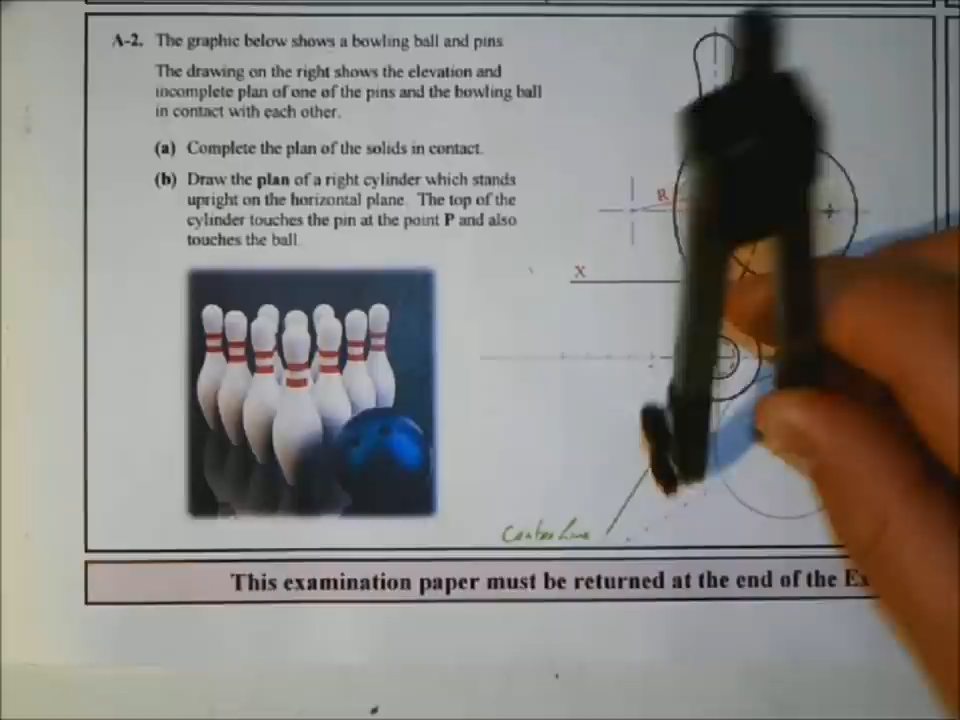 A-2. The graphic below shows a bowling ball and pins
The drawing on the right shows the elevation and
incomplete plan of one of the pins and the bowling ball
in contact with each other.
(a) Complete the plan of the solids in contact.
(b) Draw the plan of a right cylinder which stands
upright on the horizontal plane. The top of the
cylinder touches the pin at the point P and also
touches the ball.
R
X
Center Line
This examination paper must be returned at the end of the